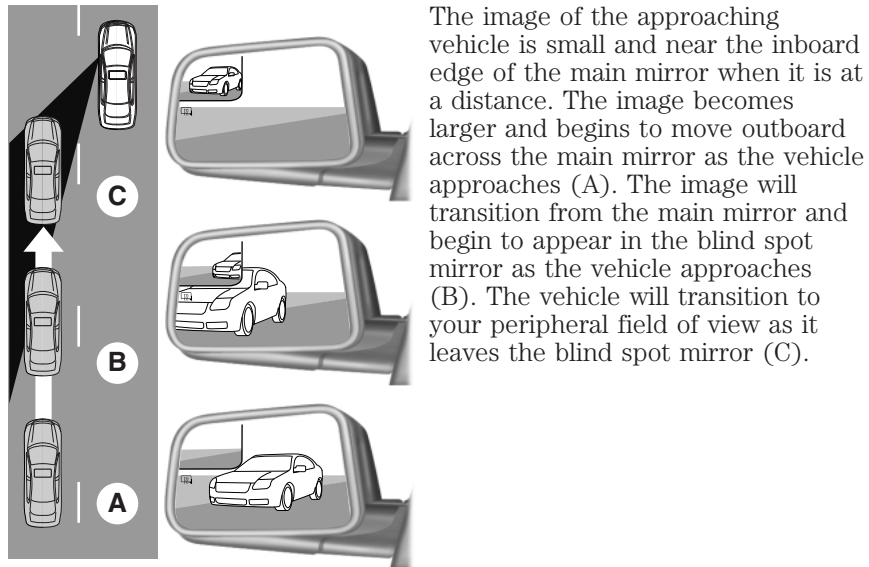 The image of the approaching
vehicle is small and near the inboard
edge of the main mirror when it is at
a distance. The image becomes
larger and begins to move outboard
across the main mirror as the vehicle
approaches (A). The image will
transition from the main mirror and
begin to appear in the blind spot
mirror as the vehicle approaches
(B). The vehicle will transition to
your peripheral field of view as it
leaves the blind spot mirror (C).
C
B
A